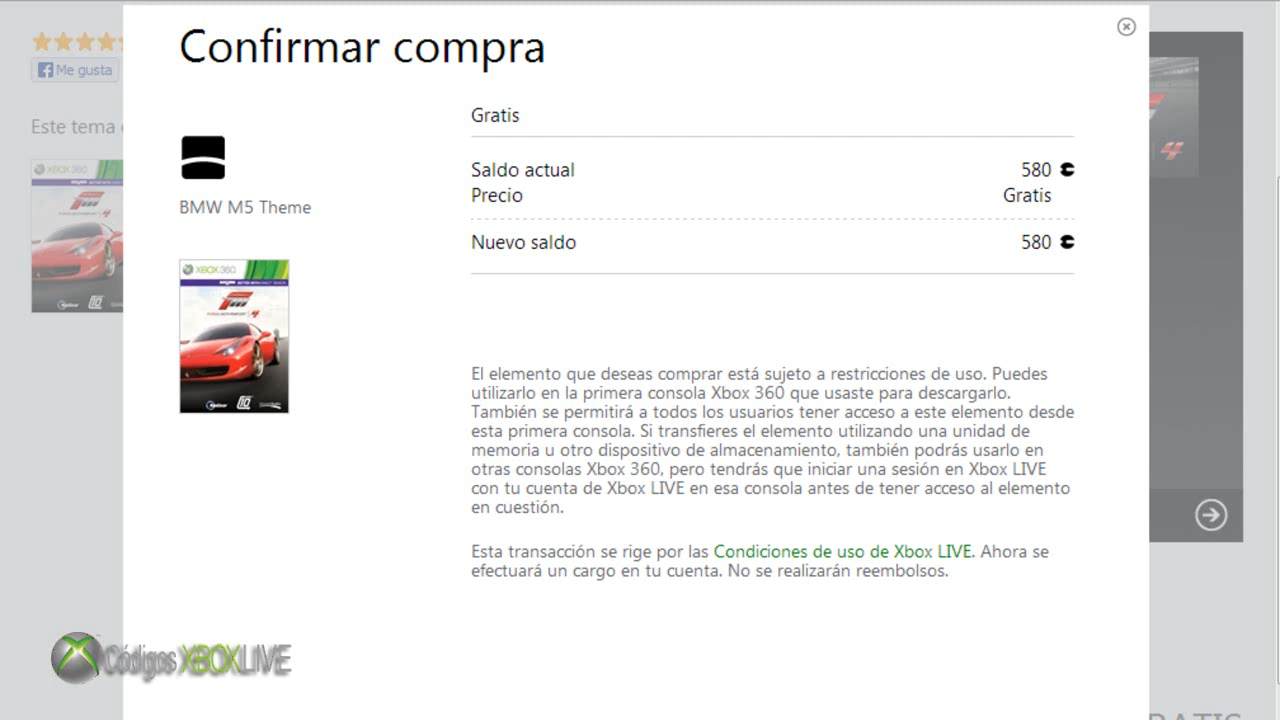 Confirmar compra
Me gusta
Este tema
Gratis
Saldo actual 580
Precio Gratis
Nuevo saldo 580
BMW M5 Theme
XBOX 360
XBOX 360
4
4
El elemento que deseas comprar está sujeto a restricciones de uso. Puedes
utilizarlo en la primera consola Xbox 360 que usaste para descargarlo.
También se permitirá a todos los usuarios tener acceso a este elemento desde
esta primera consola. Si transfieres el elemento utilizando una unidad de
memoria u otro dispositivo de almacenamiento, también podrás usarlo en
otras consolas Xbox 360, pero tendrás que iniciar una sesión en Xbox LIVE
con tu cuenta de Xbox LIVE en esa consola antes de tener acceso al elemento
en cuestión.
Esta transacción se rige por las Condiciones de uso de Xbox LIVE. Ahora se
efectuará un cargo en tu cuenta. No se realizarán reembolsos.
Códigos XBOXLIVE